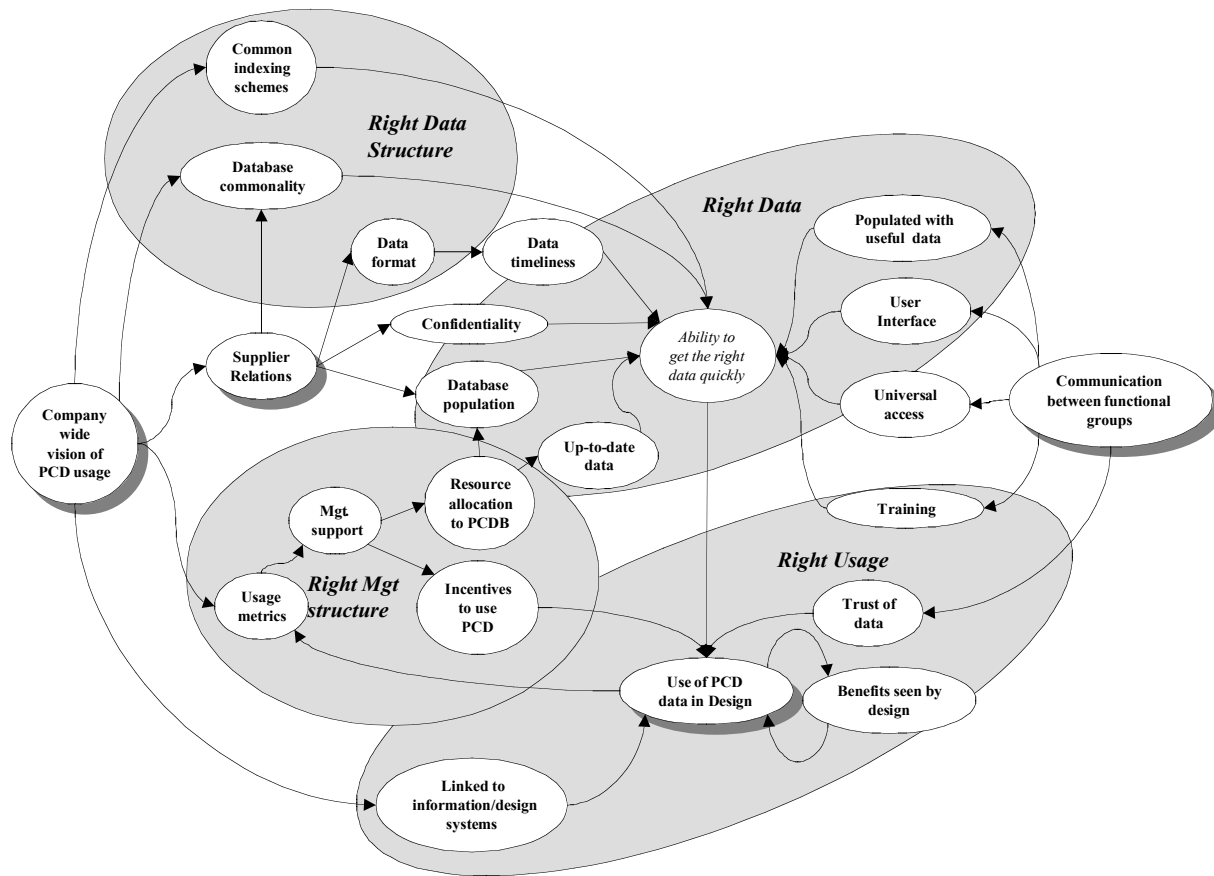 Common
indexing
schemes
Right Data
Structure
Database
commonality
Right Data
Populated with
useful data
Data
format
Data
timeliness
User
Interface
Confidentiality
Ability to
get the right
data quickly
Supplier
Relations
Database
population
Universal
access
Communication
between functional
groups
Company
wide
vision of
PCD usage
Up-to-date
data
Resource
allocation
to PCDB
Mgt.
support
Training
Right Usage
Right Mgt
structure
Usage
metrics
Incentives
to use
PCD
Trust of
data
Use of PCD
data in Design
Benefits seen by
design
Linked to
information/design
systems